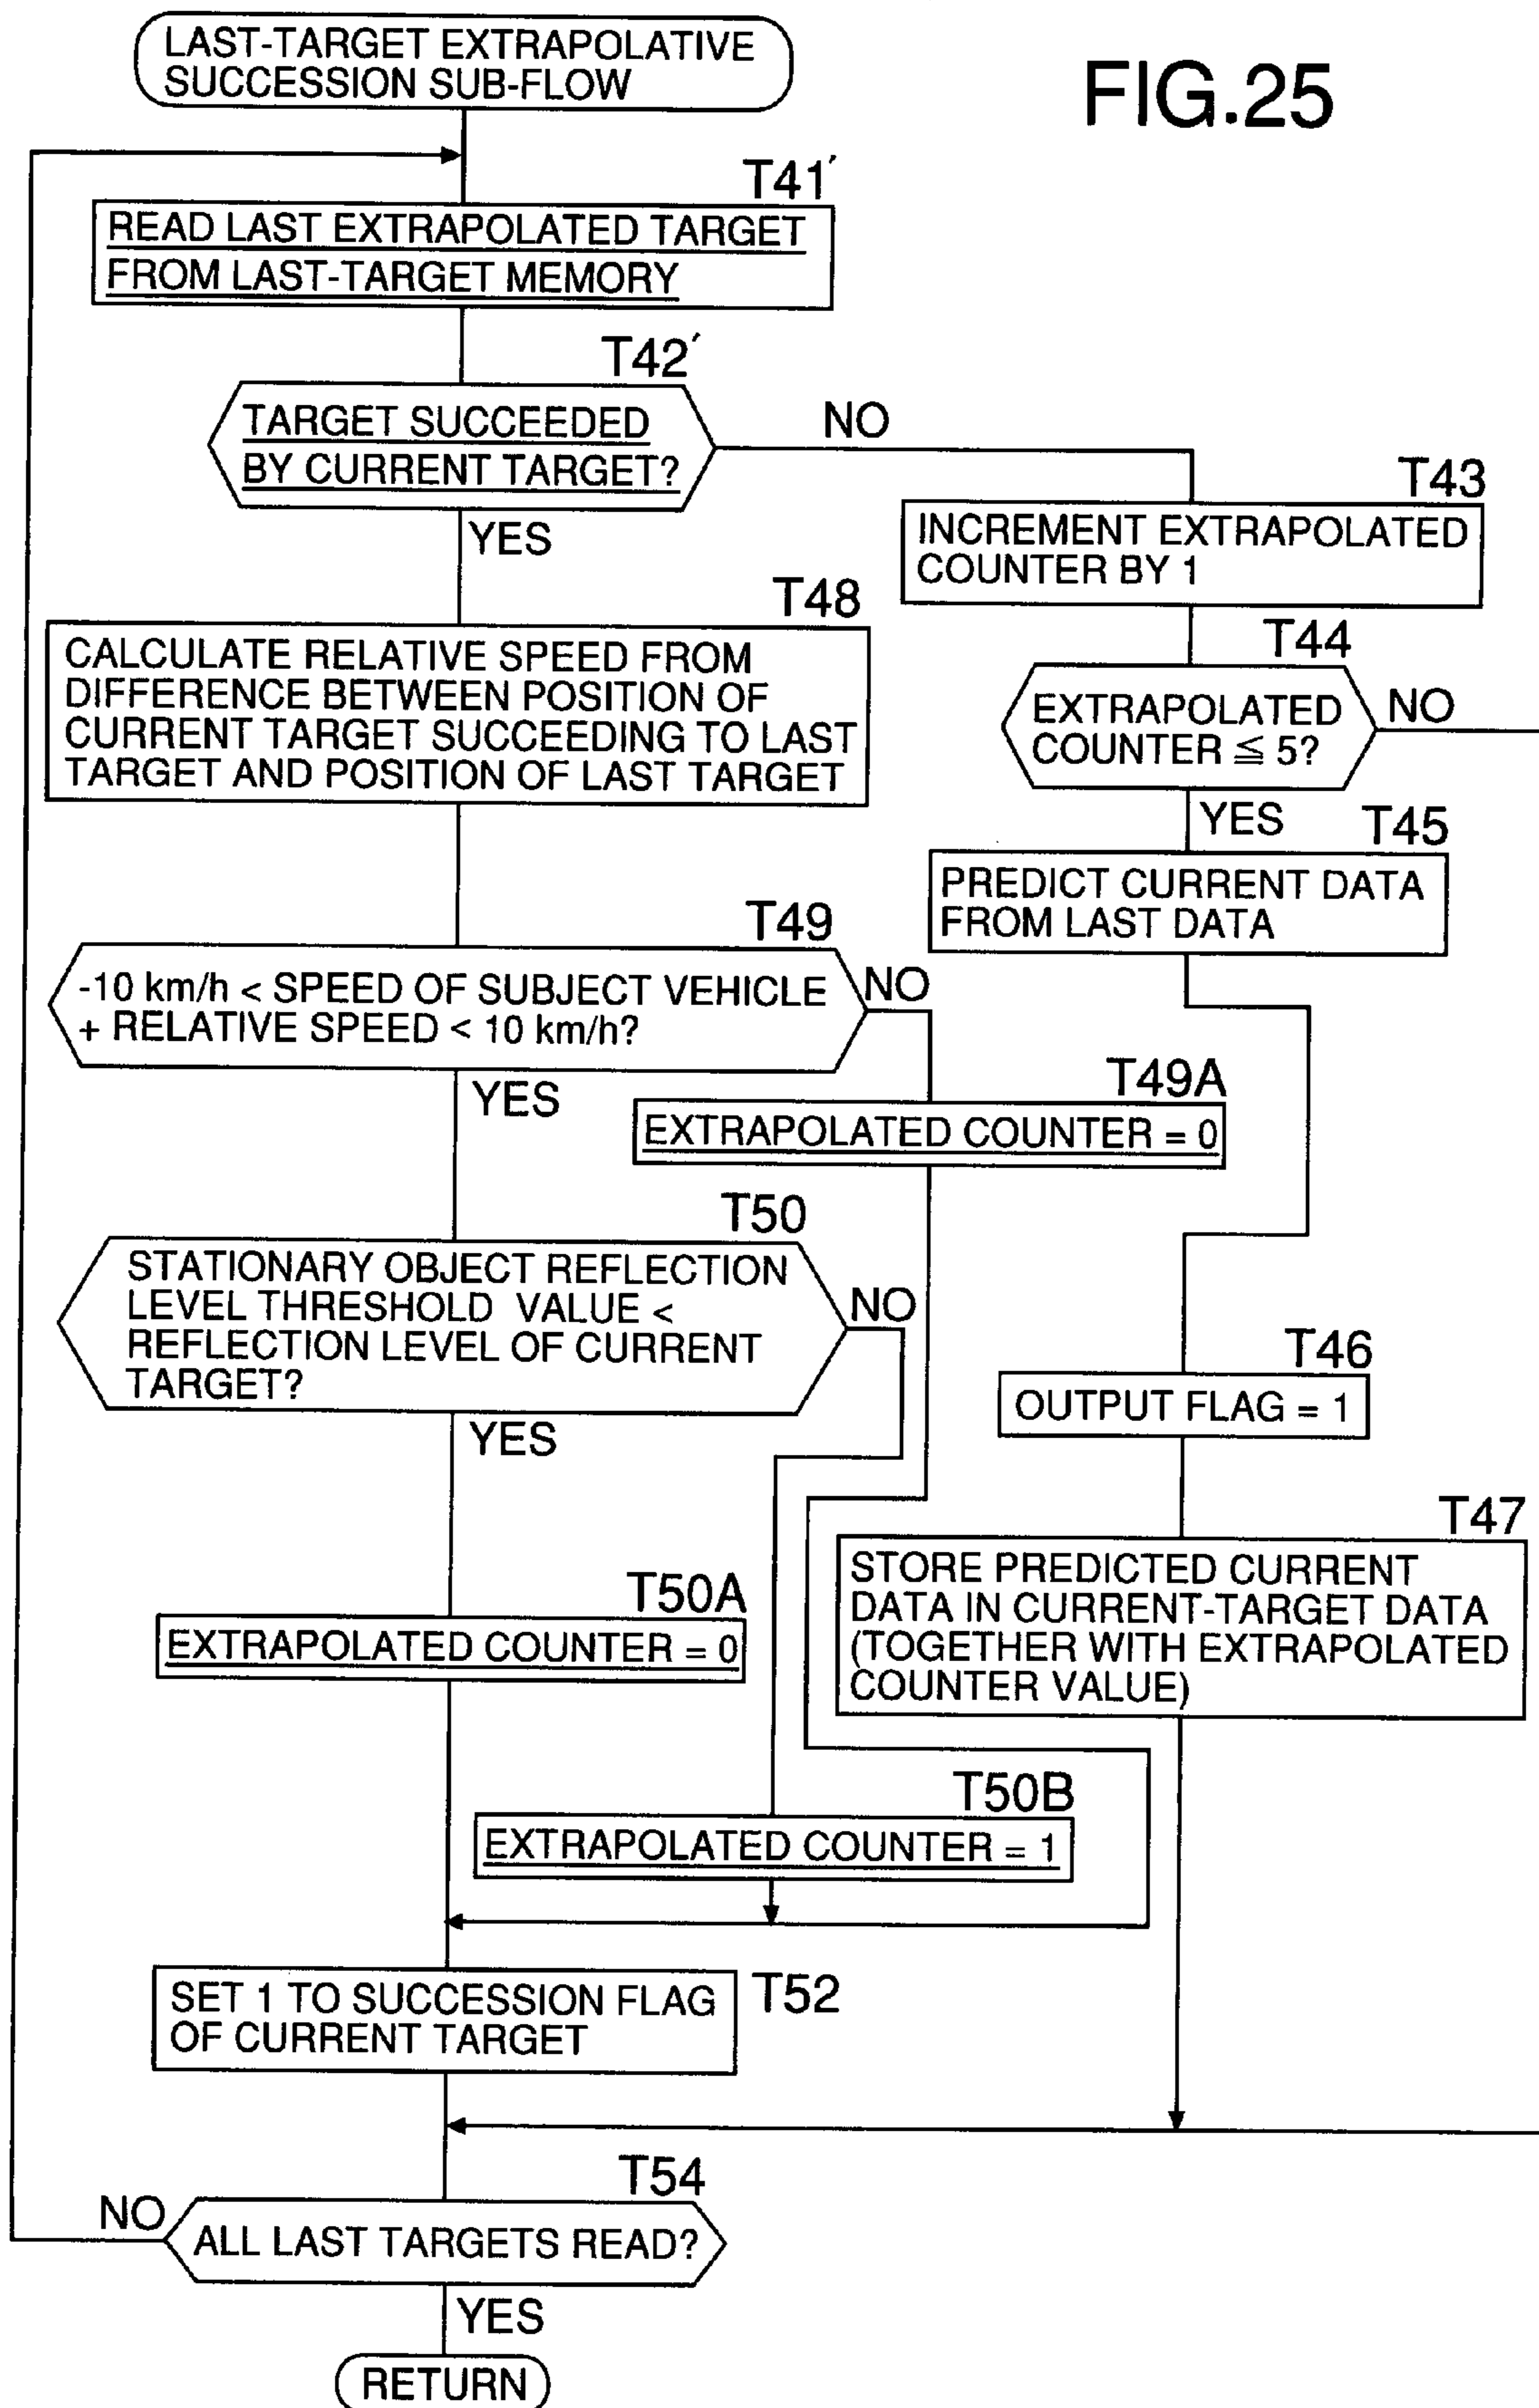 LAST-TARGET EXTRAPOLATIVE
SUCCESSION SUB-FLOW
FIG.25
T41′
READ LAST EXTRAPOLATED TARGET
FROM LAST-TARGET MEMORY
T42′
TARGET SUCCEEDED
BY CURRENT TARGET?
NO
YES
T43
INCREMENT EXTRAPOLATED
COUNTER BY 1
T48
CALCULATE RELATIVE SPEED FROM
DIFFERENCE BETWEEN POSITION OF
CURRENT TARGET SUCCEEDING TO LAST
TARGET AND POSITION OF LAST TARGET
T44
EXTRAPOLATED
COUNTER ≦ 5?
NO
YES
T45
PREDICT CURRENT DATA
FROM LAST DATA
T49
-10 km/h < SPEED OF SUBJECT VEHICLE
+ RELATIVE SPEED < 10 km/h?
NO
YES
T49A
EXTRAPOLATED COUNTER = 0
T50
STATIONARY OBJECT REFLECTION
LEVEL THRESHOLD VALUE <
REFLECTION LEVEL OF CURRENT
TARGET?
NO
YES
T46
OUTPUT FLAG = 1
T47
STORE PREDICTED CURRENT
DATA IN CURRENT-TARGET DATA
(TOGETHER WITH EXTRAPOLATED
COUNTER VALUE)
T50A
EXTRAPOLATED COUNTER = 0
T50B
EXTRAPOLATED COUNTER = 1
SET 1 TO SUCCESSION FLAG
OF CURRENT TARGET
T52
T54
NO
ALL LAST TARGETS READ?
YES
RETURN